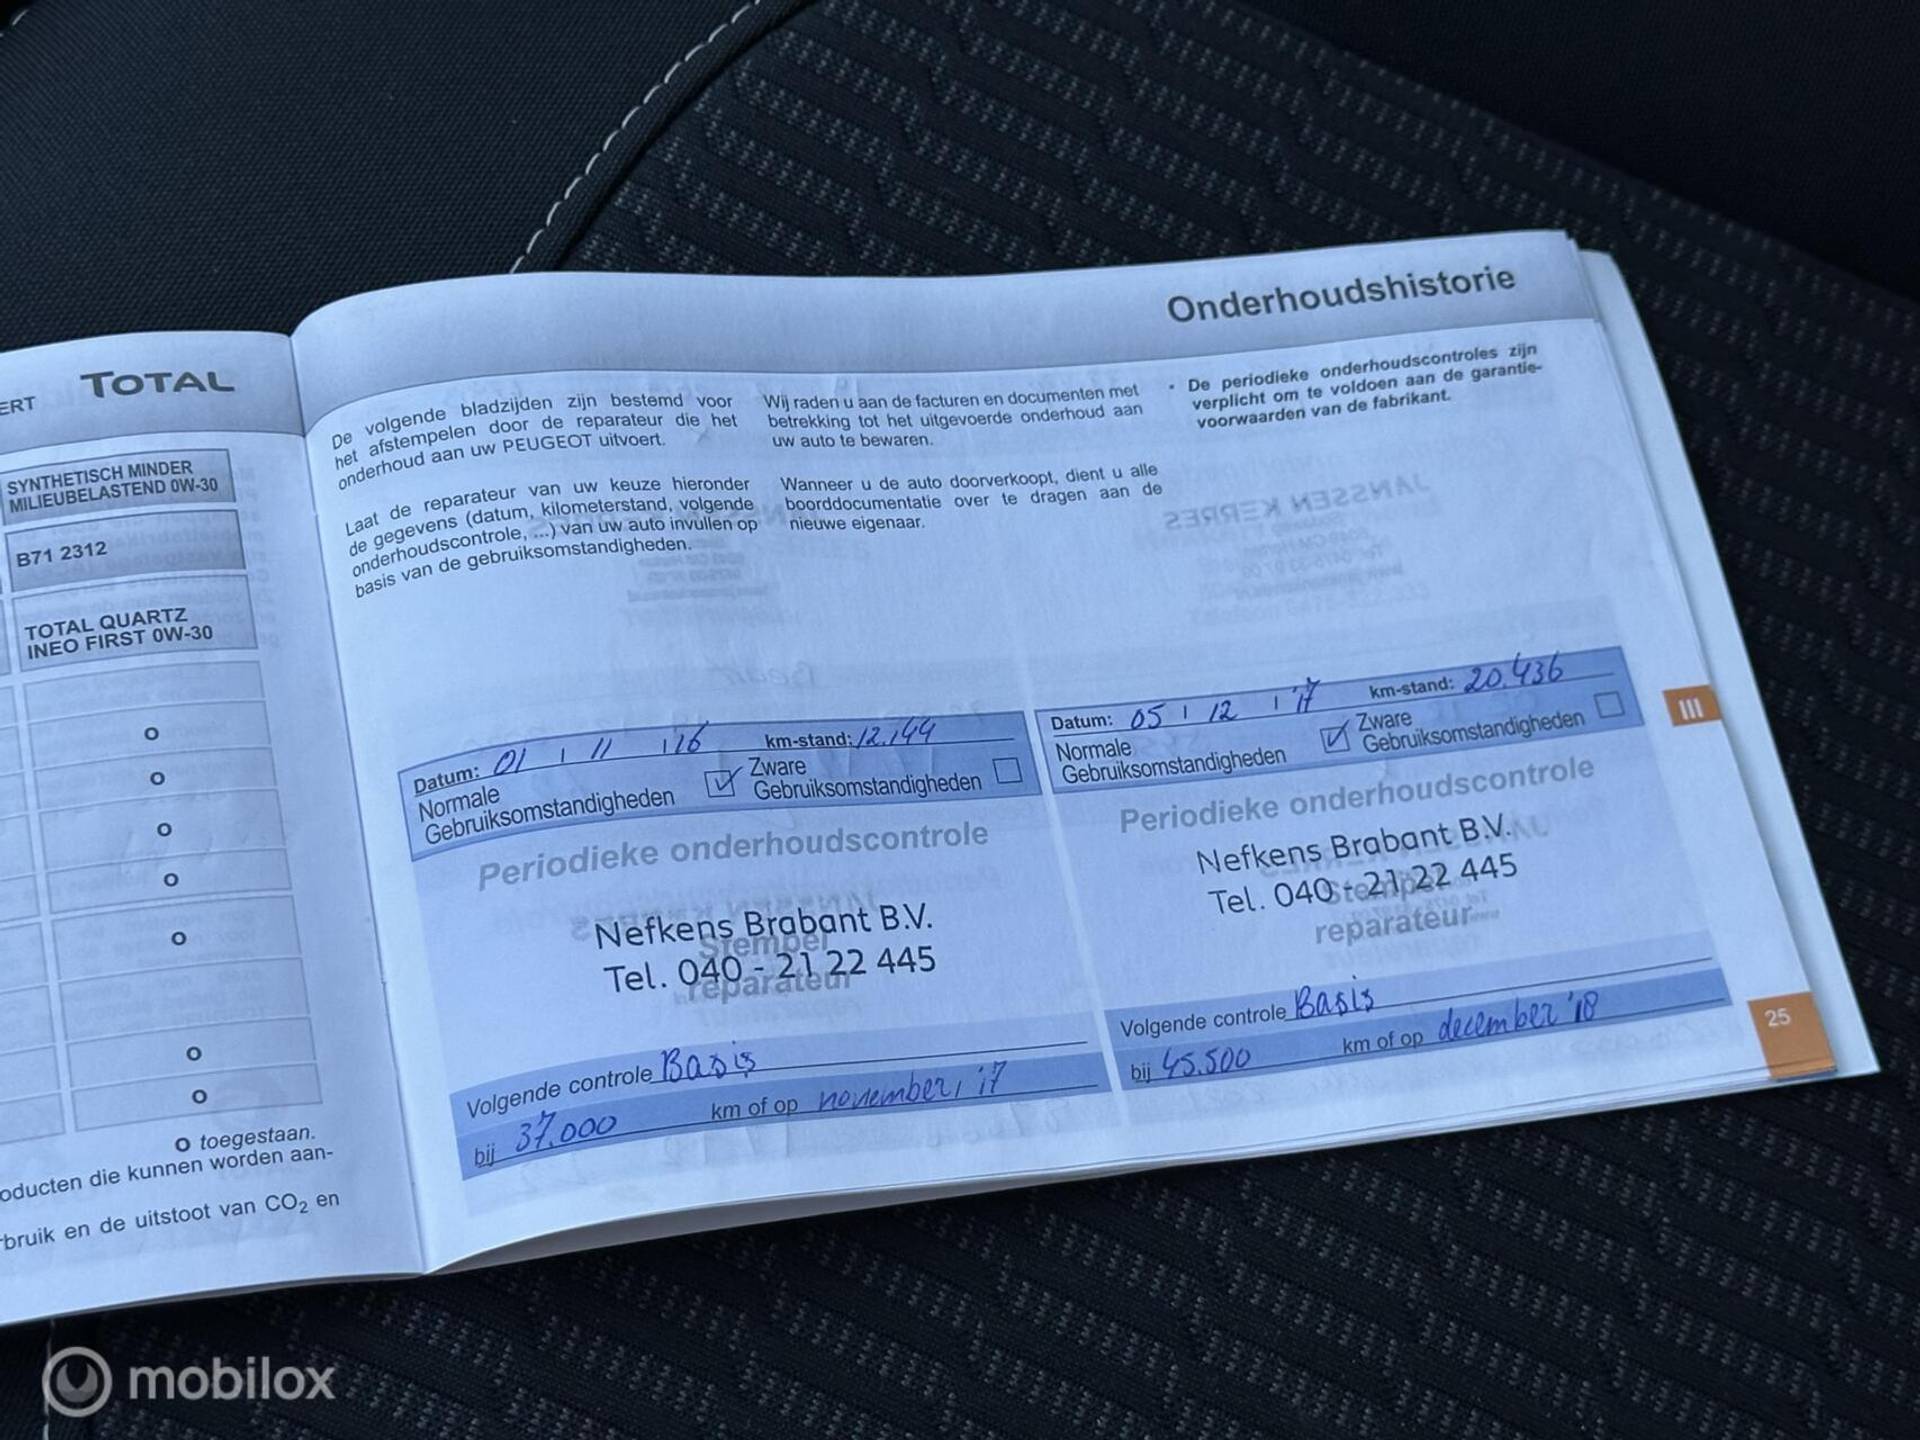 ERT
TOTAL
SYNTHETISCH MINDER
MILIEUBELASTEND 0W-30
B71 2312
TOTAL QUARTZ
INEO FIRST 0W-30
o
o
o
o
o
o
o
o toegestaan.
oducten die kunnen worden aan-
bruik en de uitstoot van CO2 en
Onderhoudshistorie
De volgende bladzijden zijn bestemd voor
het afstempelen door de reparateur die het
onderhoud aan uw PEUGEOT uitvoert.
Laat de reparateur van uw keuze hieronder
de gegevens (datum, kilometerstand, volgende
onderhoudscontrole, ...) van uw auto invullen op
basis van de gebruiksomstandigheden.
Wij raden u aan de facturen en documenten met
betrekking tot het uitgevoerde onderhoud aan
uw auto te bewaren.
Wanneer u de auto doorverkoopt, dient u alle
boorddocumentatie over te dragen aan de
nieuwe eigenaar.
• De periodieke onderhoudscontroles zijn
verplicht om te voldoen aan de garantie-
voorwaarden van de fabrikant.
Datum: 01 / 11 / '16 km-stand: 12.144
Normale
Gebruiksomstandigheden
Zware
Gebruiksomstandigheden
Periodieke onderhoudscontrole
Nefkens Brabant B.V.
Stempel
Tel. 040 - 21 22 445
reparateur
Volgende controle Basis
bij 37.000 km of op november, '17
Datum: 05 / 12 / '17 km-stand: 20.436
Normale
Gebruiksomstandigheden
Zware
Gebruiksomstandigheden
Periodieke onderhoudscontrole
Nefkens Brabant B.V.
Tel. 040 - 21 22 445
Stempel
reparateur
Volgende controle Basis
bij 45.500 km of op december '18
III
25
mobilox